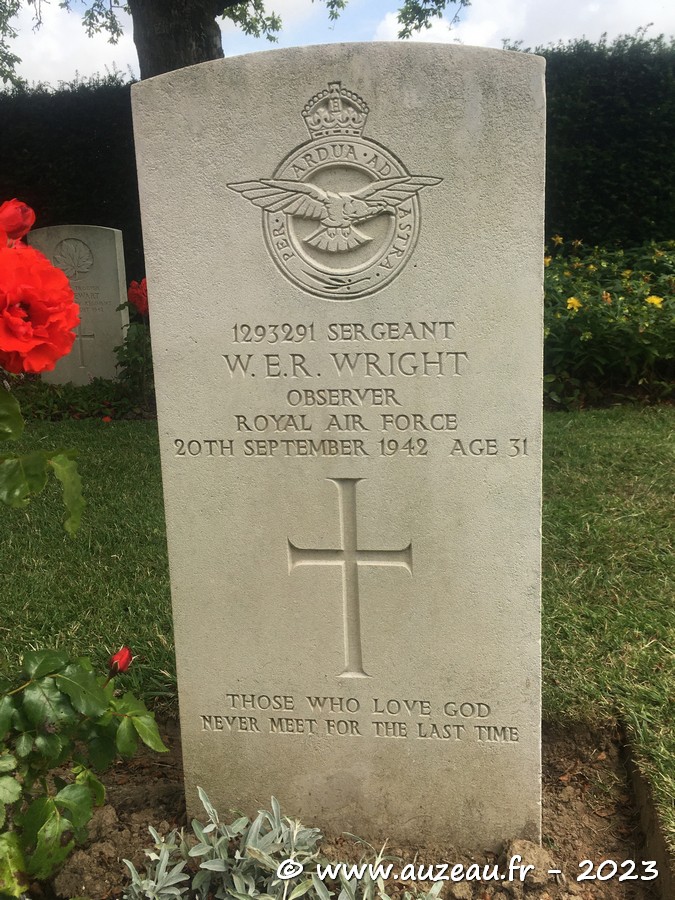 PER · ARDUA · AD ASTRA
1293291 SERGEANT
W. E.R. WRIGHT
OBSERVER
ROYAL AIR FORCE
20TH SEPTEMBER 1942 AGE 31
THOSE WHO LOVE GOD
NEVER MEET FOR THE LAST TIME
© www.auzeau.fr - 2023